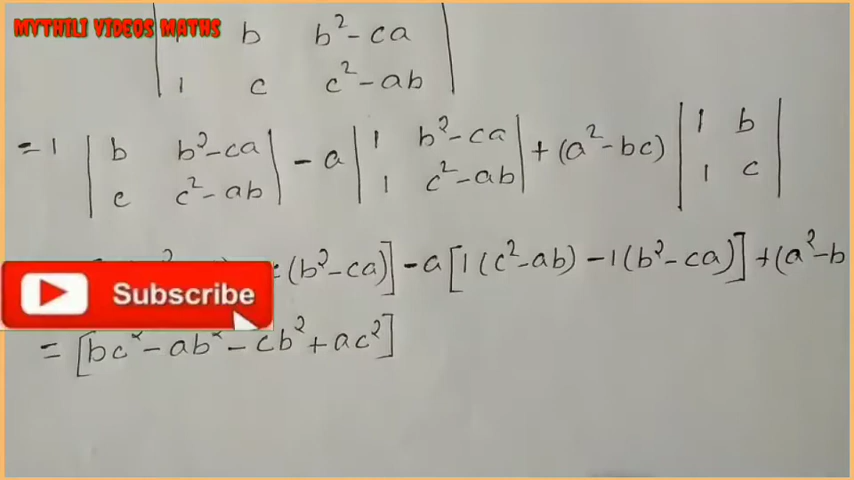 MYTHILI VIDEOS MATHS
b b²-ca
1 c c²-ab
=1 | b b²-ca | - a | 1 b²-ca | + (a²-bc) | 1 b |
| c c²-ab | | 1 c²-ab | | 1 c |
(b²-ca)] - a [1(c²-ab) - 1(b²-ca)] + (a²-b
Subscribe
= [bc² - ab² - cb² + ac²]